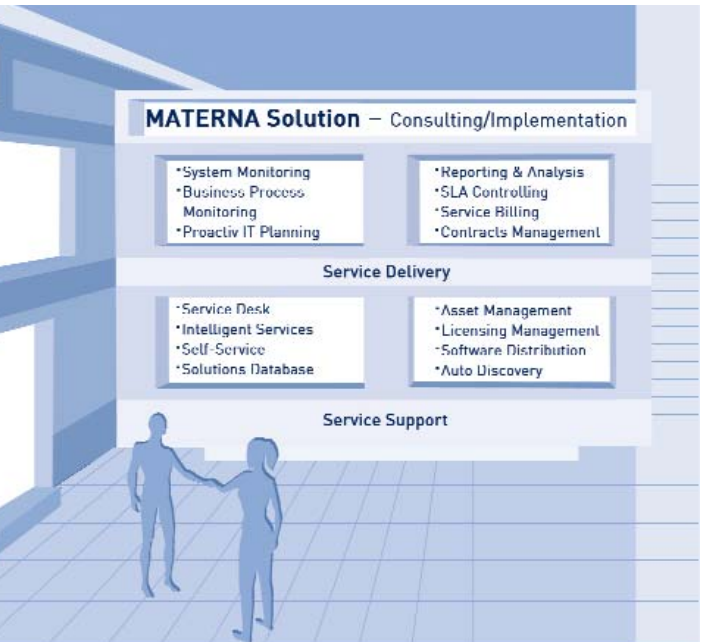 MATERNA Solution – Consulting/Implementation
•System Monitoring
•Business Process
Monitoring
•Proactiv IT Planning
•Reporting & Analysis
•SLA Controlling
•Service Billing
•Contracts Management
Service Delivery
•Service Desk
•Intelligent Services
•Self-Service
•Solutions Database
•Asset Management
•Licensing Management
•Software Distribution
•Auto Discovery
Service Support